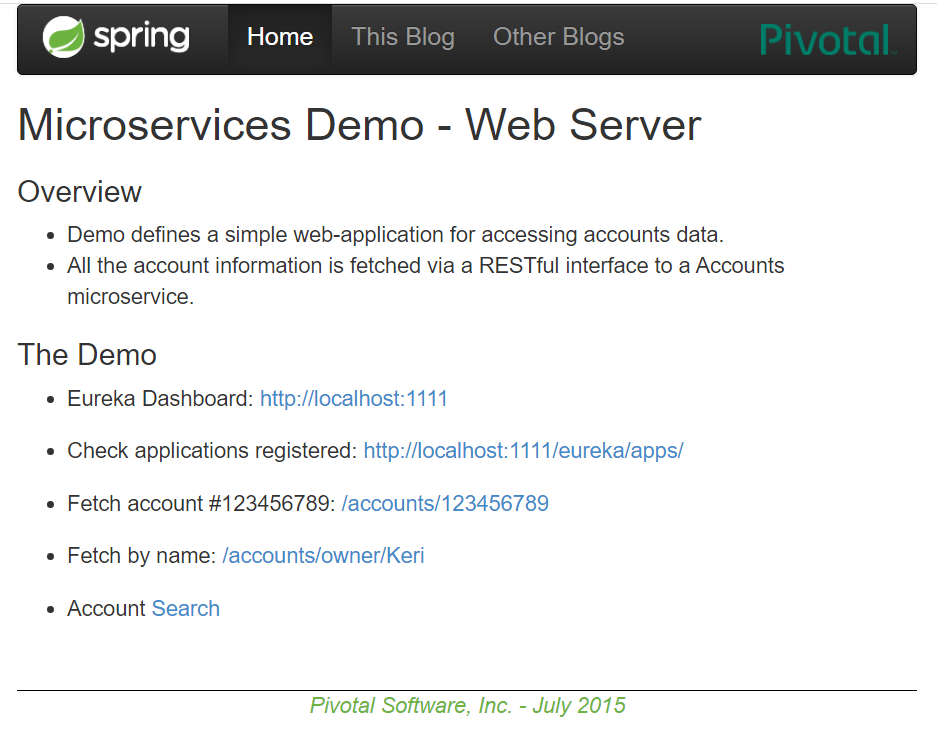 spring Home This Blog Other Blogs Pivotal
Microservices Demo - Web Server
Overview
Demo defines a simple web-application for accessing accounts data.
All the account information is fetched via a RESTful interface to a Accounts
microservice.
The Demo
Eureka Dashboard: http://localhost:1111
Check applications registered: http://localhost:1111/eureka/apps/
Fetch account #123456789: /accounts/123456789
Fetch by name: /accounts/owner/Keri
Account Search
Pivotal Software, Inc. - July 2015